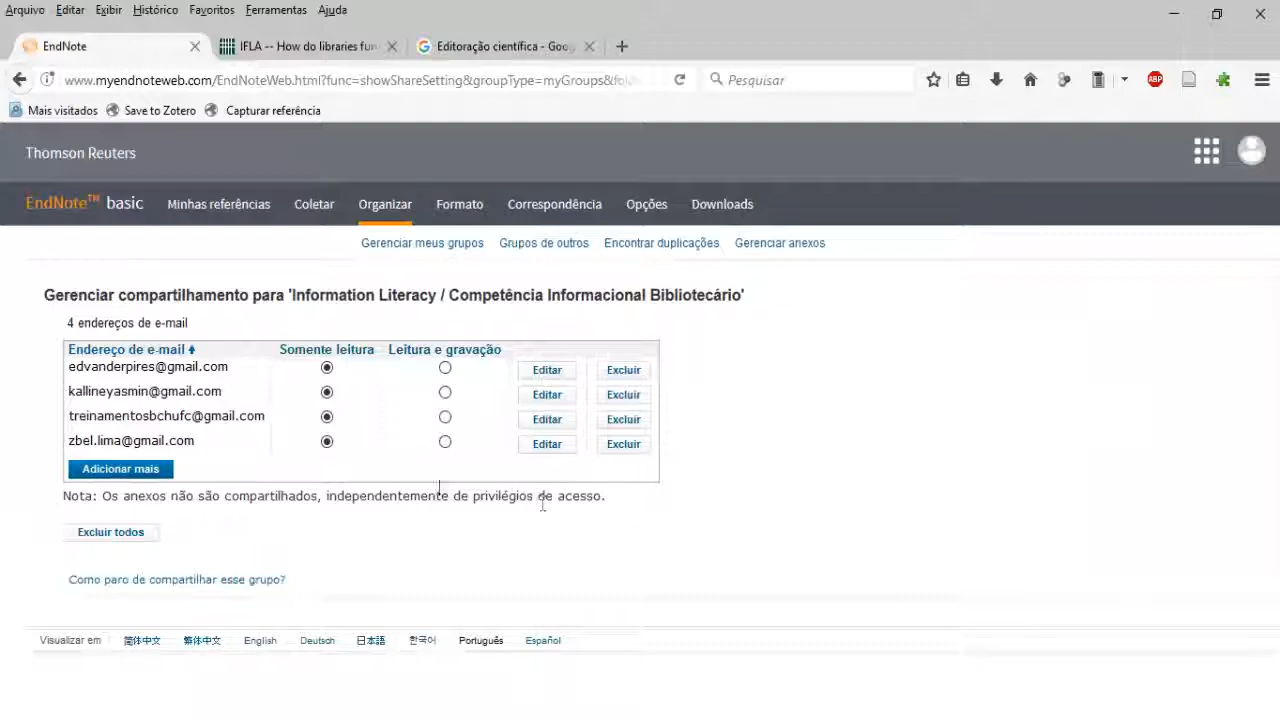 Arquivo Editar Exibir Histórico Favoritos Ferramentas Ajuda
EndNote IFLA -- How do libraries fun Editoração científica - Goog
www.myendnoteweb.com/EndNoteWeb.html?func=showShareSetting&groupType=myGroups&fol Pesquisar
ABP
Mais visitados Save to Zotero Capturar referência
Thomson Reuters
EndNote™ basic Minhas referências Coletar Organizar Formato Correspondência Opções Downloads
Gerenciar meus grupos Grupos de outros Encontrar duplicações Gerenciar anexos
Gerenciar compartilhamento para 'Information Literacy / Competência Informacional Bibliotecário'
4 endereços de e-mail
Endereço de e-mail Somente leitura Leitura e gravação
edvanderpires@gmail.com Editar Excluir
kallineyasmin@gmail.com Editar Excluir
treinamentosbchufc@gmail.com Editar Excluir
zbel.lima@gmail.com Editar Excluir
Adicionar mais
Nota: Os anexos não são compartilhados, independentemente de privilégios de acesso.
Excluir todos
Como paro de compartilhar esse grupo?
Visualizar em 简体中文 繁体中文 English Deutsch 日本語 한국어 Português Español